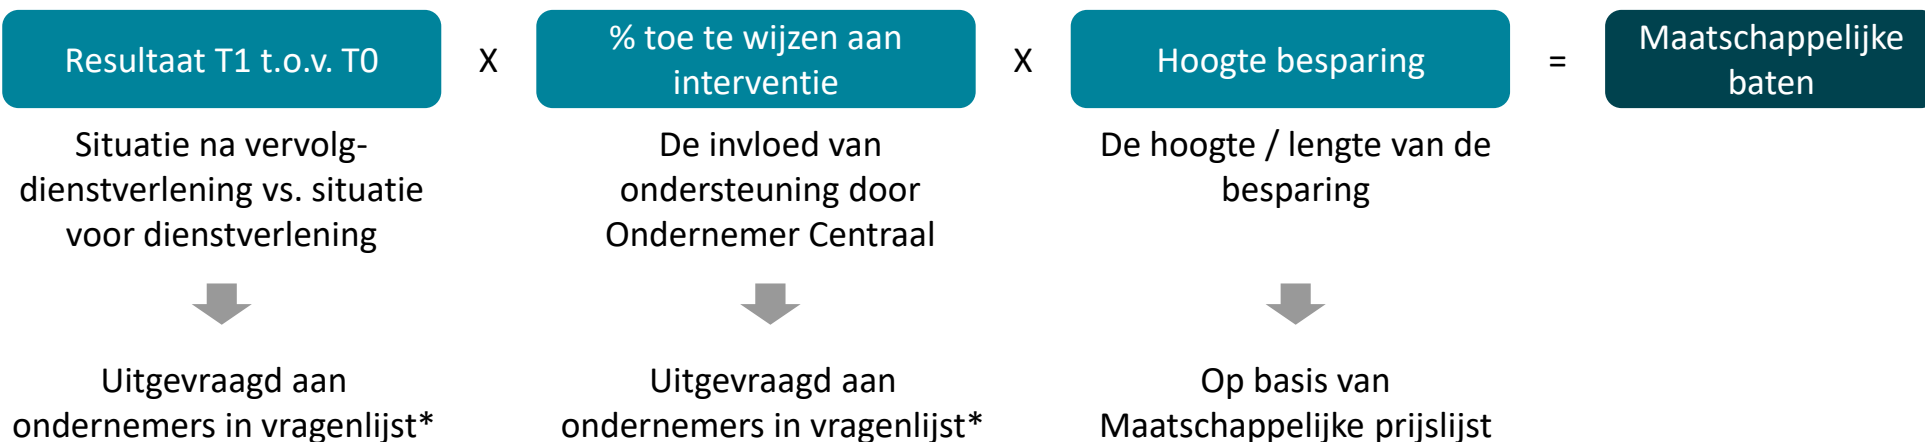 Resultaat T1 t.o.v. T0
X
% toe te wijzen aan
interventie
X
Hoogte besparing
=
Maatschappelijke
baten
Situatie na vervolg-
dienstverlening vs. situatie
voor dienstverlening
De invloed van
ondersteuning door
Ondernemer Centraal
De hoogte / lengte van de
besparing
Uitgevraagd aan
ondernemers in vragenlijst*
Uitgevraagd aan
ondernemers in vragenlijst*
Op basis van
Maatschappelijke prijslijst